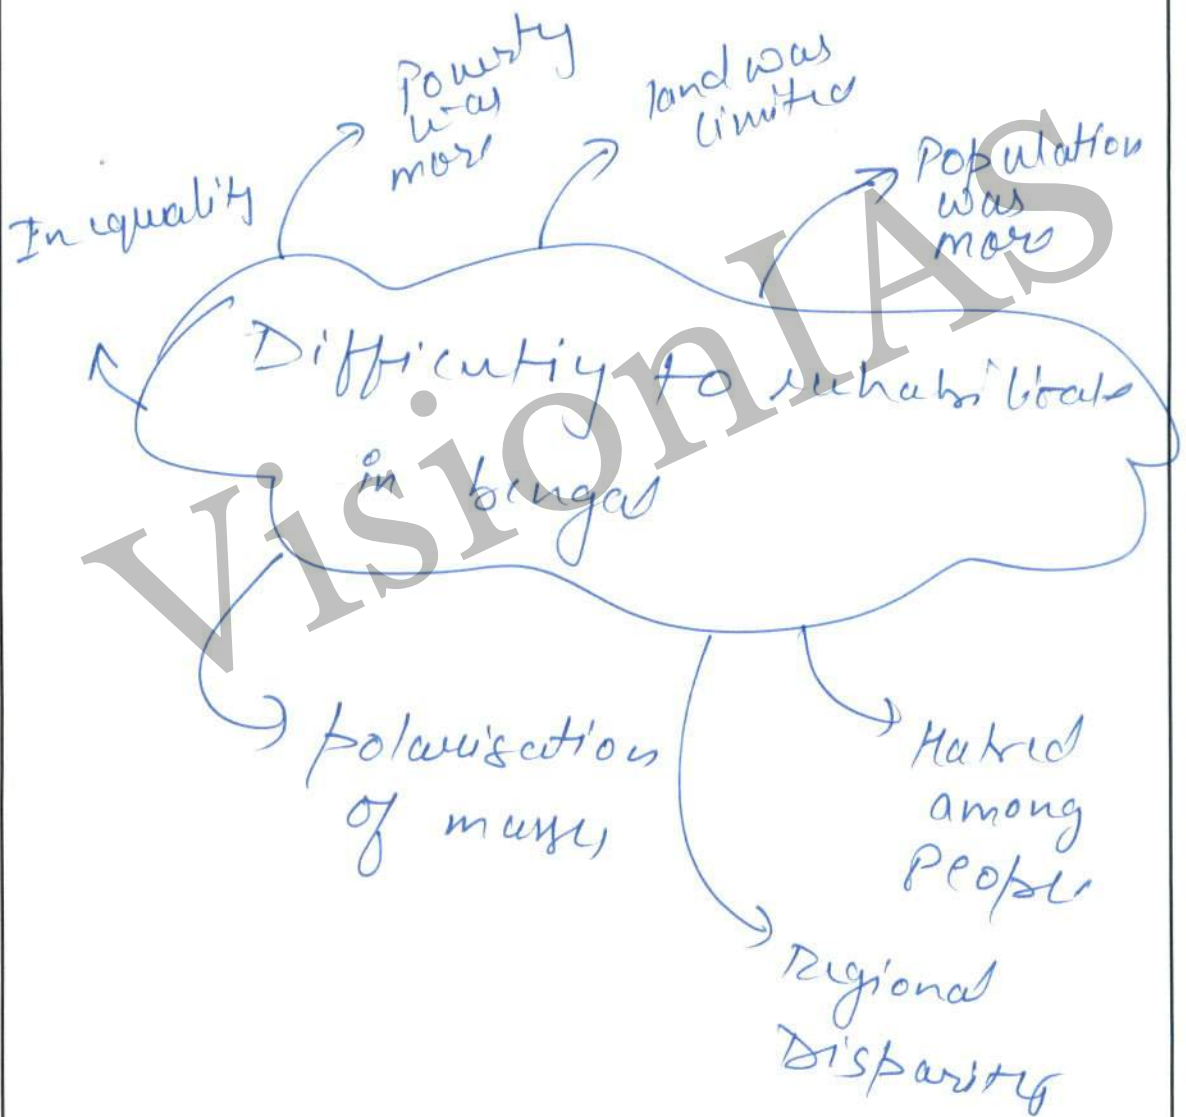 Poverty
was
more
land was
limited
Population
was
more
Inequality
Difficultiy to rehabilitate
in bengal
polarisation
of masses
Hatred
among
People
Regional
Disparity
VisionIAS